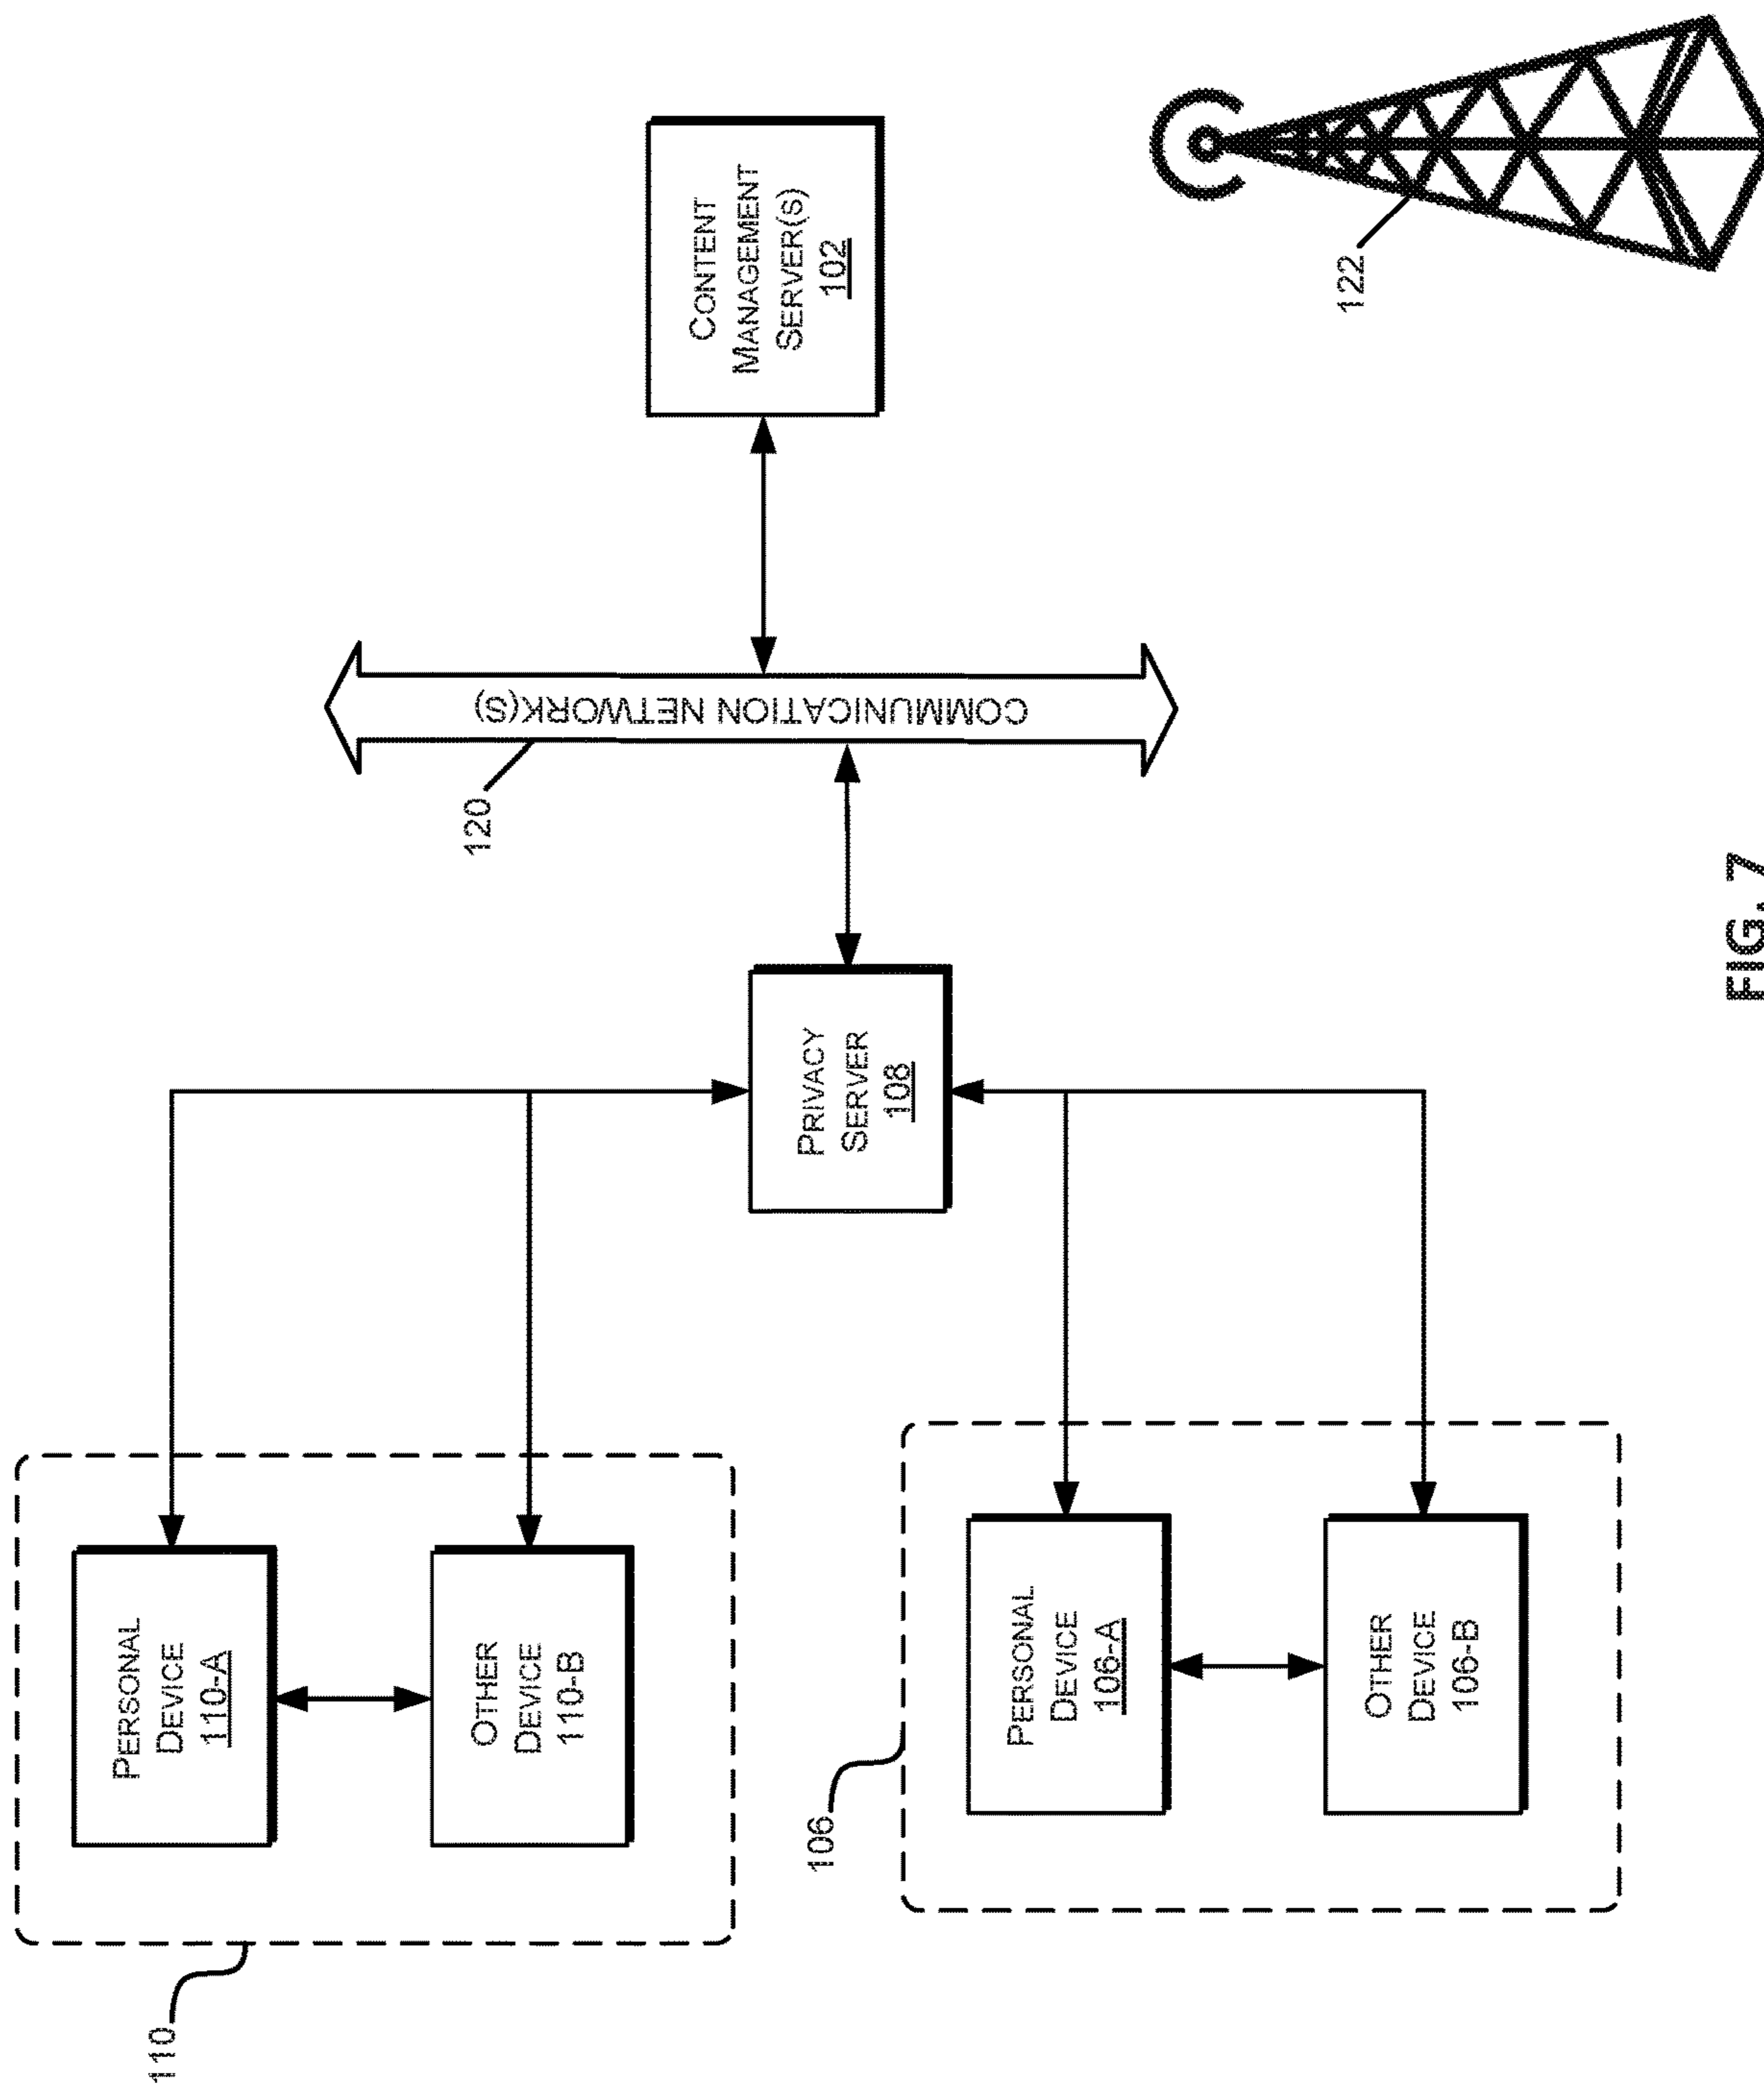 110
PERSONAL
DEVICE
110-A
OTHER
DEVICE
110-B
106
PERSONAL
DEVICE
106-A
OTHER
DEVICE
106-B
PRIVACY
SERVER
108
120
COMMUNICATION NETWORK(S)
CONTENT
MANAGEMENT
SERVER(S)
102
122
FIG. 7